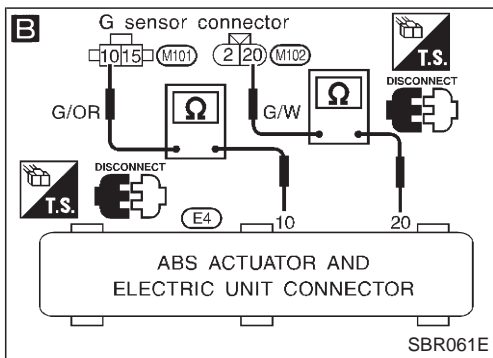 B
G sensor connector
10 15 M101 2 20 M102
T.S.
DISCONNECT
G/OR Ω G/W Ω
DISCONNECT
T.S.
E4 10 20
ABS ACTUATOR AND
ELECTRIC UNIT CONNECTOR
SBR061E